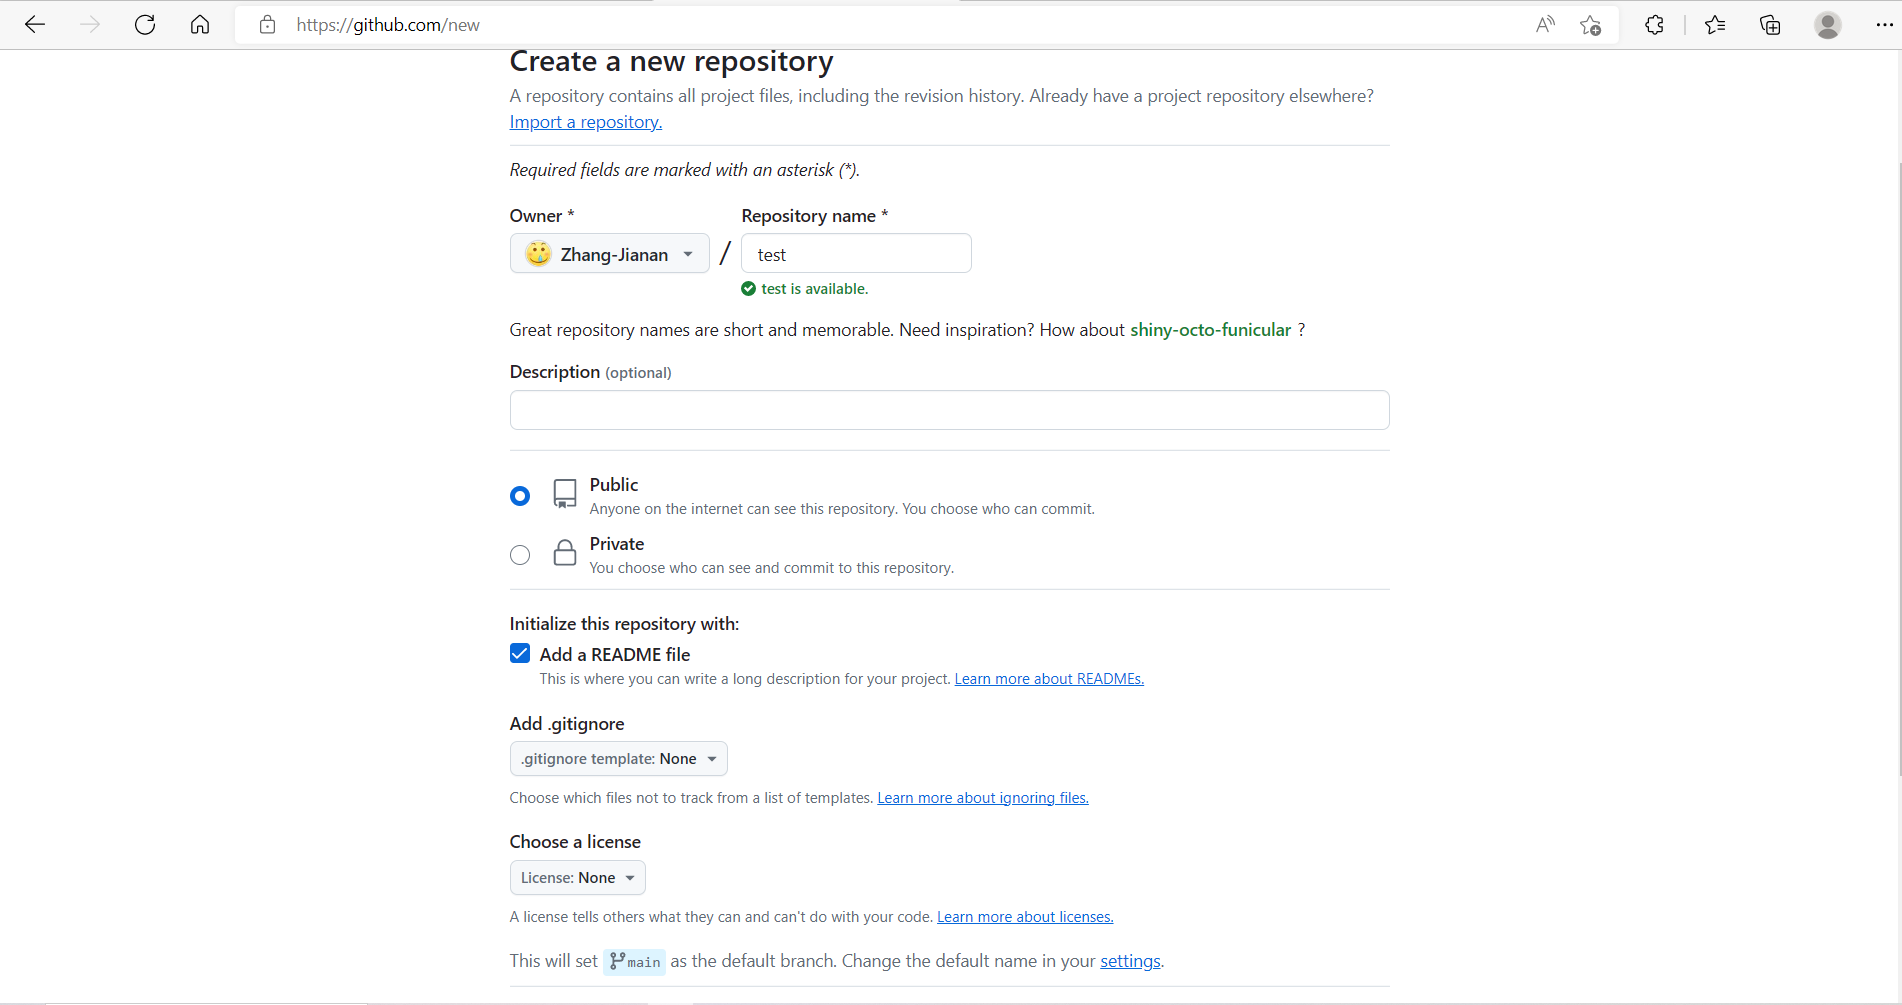 https://github.com/new
Create a new repository
A repository contains all project files, including the revision history. Already have a project repository elsewhere?
Import a repository.
Required fields are marked with an asterisk (*).
Owner * Repository name *
Zhang-Jianan / test
test is available.
Great repository names are short and memorable. Need inspiration? How about shiny-octo-funicular ?
Description (optional)
Public
Anyone on the internet can see this repository. You choose who can commit.
Private
You choose who can see and commit to this repository.
Initialize this repository with:
Add a README file
This is where you can write a long description for your project. Learn more about READMEs.
Add .gitignore
.gitignore template: None
Choose which files not to track from a list of templates. Learn more about ignoring files.
Choose a license
License: None
A license tells others what they can and can't do with your code. Learn more about licenses.
This will set main as the default branch. Change the default name in your settings.